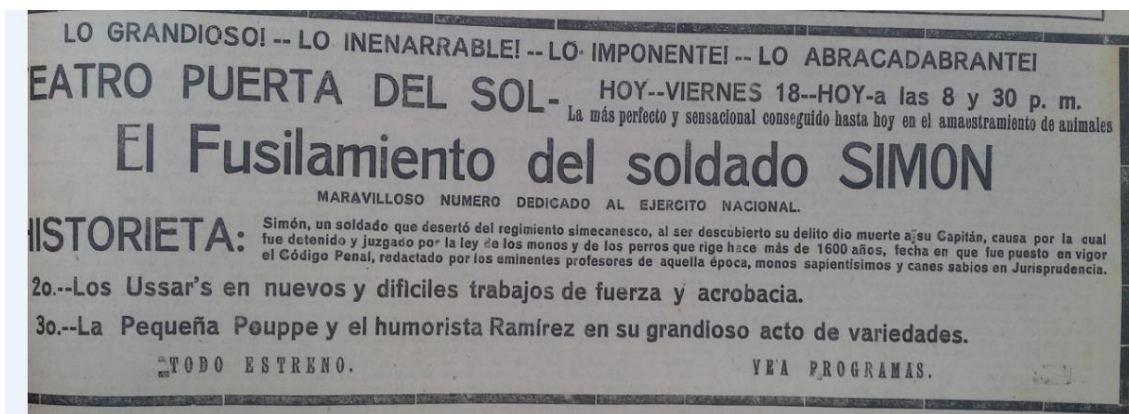 LO GRANDIOSO! -- LO INENARRABLE! -- LO IMPONENTE! -- LO ABRACADABRANTE!
EATRO PUERTA DEL SOL- HOY--VIERNES 18--HOY-a las 8 y 30 p. m.
La más perfecto y sensacional conseguido hasta hoy en el amaestramiento de animales
El Fusilamiento del soldado SIMON
MARAVILLOSO NUMERO DEDICADO AL EJERCITO NACIONAL.
HISTORIETA: Simón, un soldado que desertó del regimiento simecanesco, al ser descubierto su delito dio muerte a su Capitán, causa por la cual
fue detenido y juzgado por la ley de los monos y de los perros que rige hace más de 1600 años, fecha en que fue puesto en vigor
el Código Penal, redactado por los eminentes profesores de aquella época, monos sapientísimos y canes sabios en Jurisprudencia.
2o.--Los Ussar's en nuevos y dificiles trabajos de fuerza y acrobacia.
3o.--La Pequeña Pouppe y el humorista Ramírez en su grandioso acto de variedades.
TODO ESTRENO. VEA PROGRAMAS.